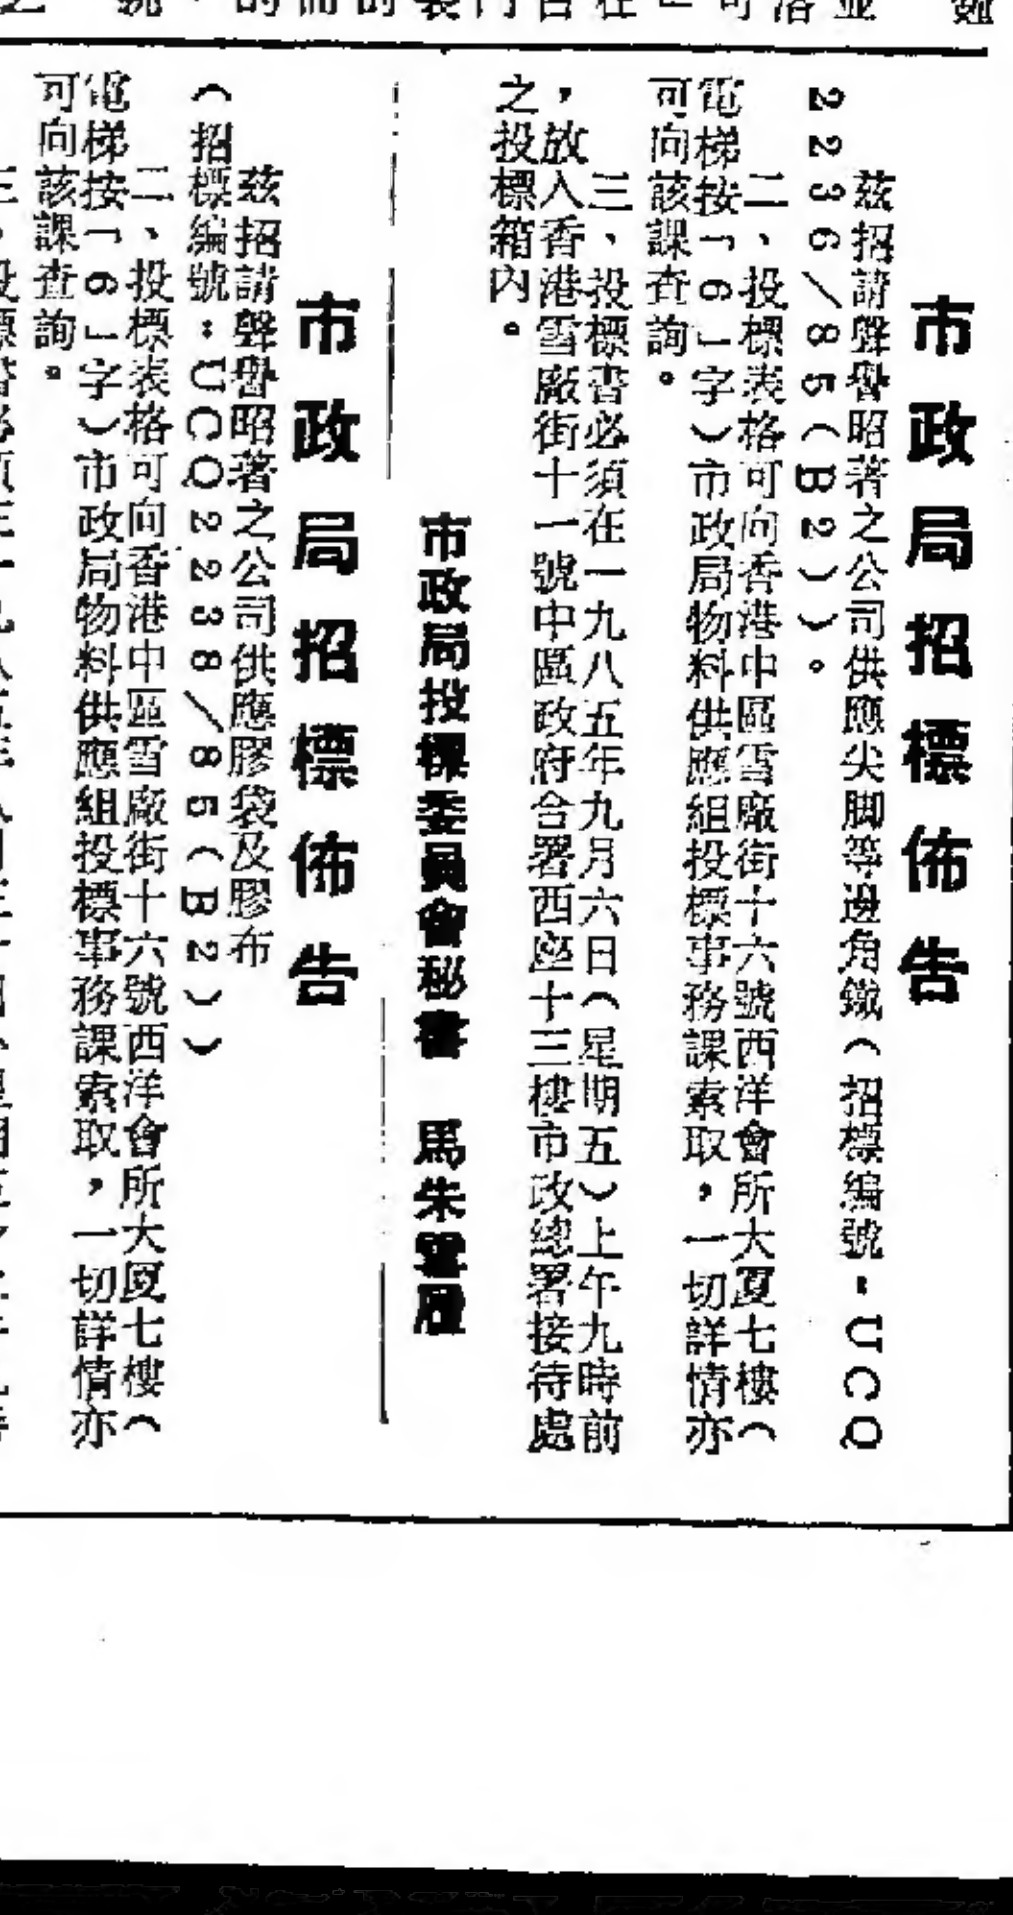 市政局招標佈告
茲招請聲譽昭著之公司供應尖脚等邊角鐵（招標編號：UCQ
2236/85（B2））。
二、投標表格可向香港中區雪廠街十六號西洋會所大厦七樓（
電梯按「6」字）市政局物料供應組投標事務課索取，一切詳情亦
可向該課查詢。
三、投標書必須在一九八五年九月六日（星期五）上午九時前
，放入香港雪廠街十一號中區政府合署西座十三樓市政總署接待處
之投標箱內。
市政局投標委員會秘書 馬朱
市政局招標佈告
茲招請聲譽昭著之公司供應膠袋及膠布
（招標編號：UCQ2238/85（B2））
二、投標表格可向香港中區雪廠街十六號西洋會所大厦七樓（
電梯按「6」字）市政局物料供應組投標事務課索取，一切詳情亦
可向該課查詢。